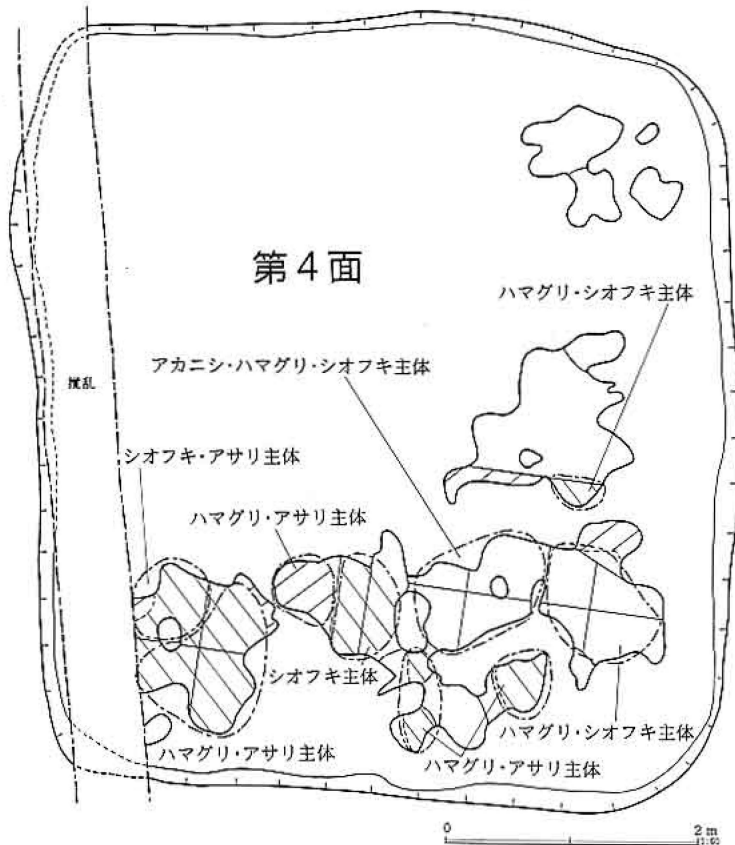 第4面
ハマグリ・シオフキ主体
アカニシ・ハマグリ・シオフキ主体
攪乱
シオフキ・アサリ主体
ハマグリ・アサリ主体
シオフキ主体
ハマグリ・シオフキ主体
ハマグリ・アサリ主体
ハマグリ・アサリ主体
0 2m
1:60